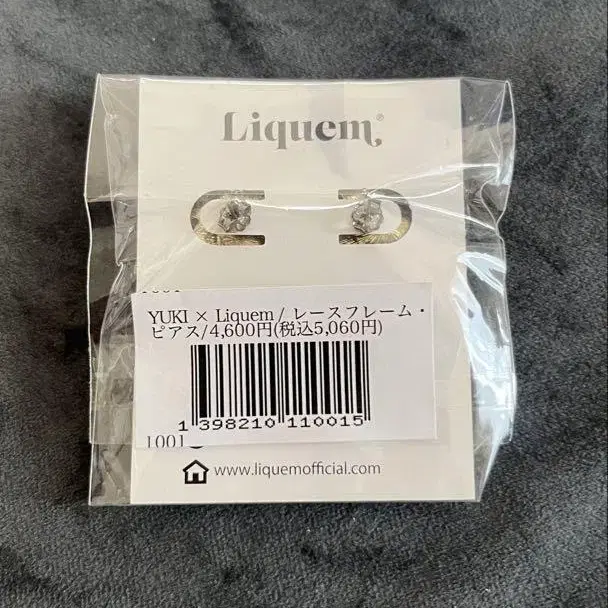 Liquem®
YUKI × Liquem / レースフレーム・
ピアス/4,600円(税込5,060円)
1 398210 110015
1001
www.liquemofficial.com